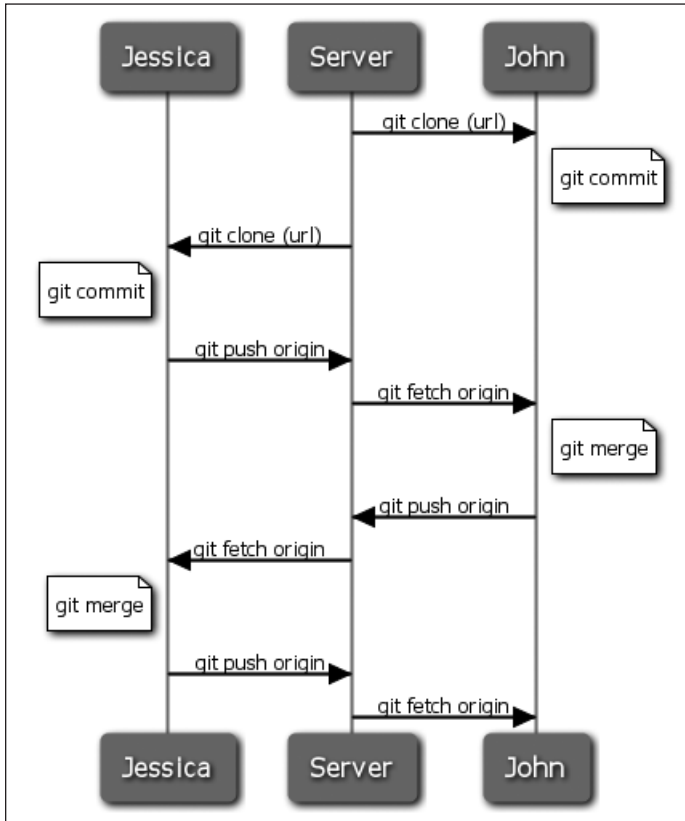 Jessica Server John
git clone (url)
git commit
git clone (url)
git commit
git push origin
git fetch origin
git merge
git push origin
git fetch origin
git merge
git push origin
git fetch origin
Jessica Server John